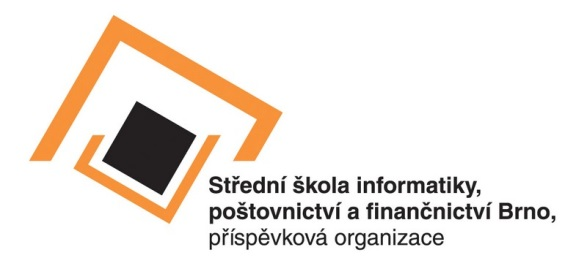 Střední škola informatiky,
poštovnictví a finančnictví Brno,
příspěvková organizace